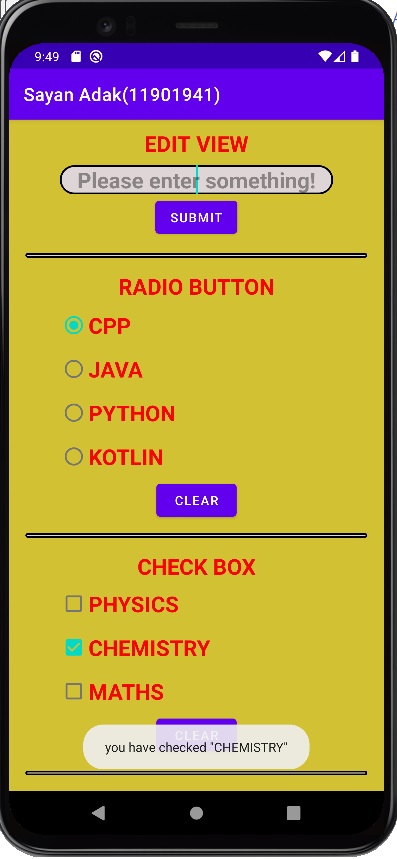 9:49
Sayan Adak(11901941)
EDIT VIEW
Please enter something!
SUBMIT
RADIO BUTTON
CPP
JAVA
PYTHON
KOTLIN
CLEAR
CHECK BOX
PHYSICS
CHEMISTRY
MATHS
CLEAR
you have checked "CHEMISTRY"